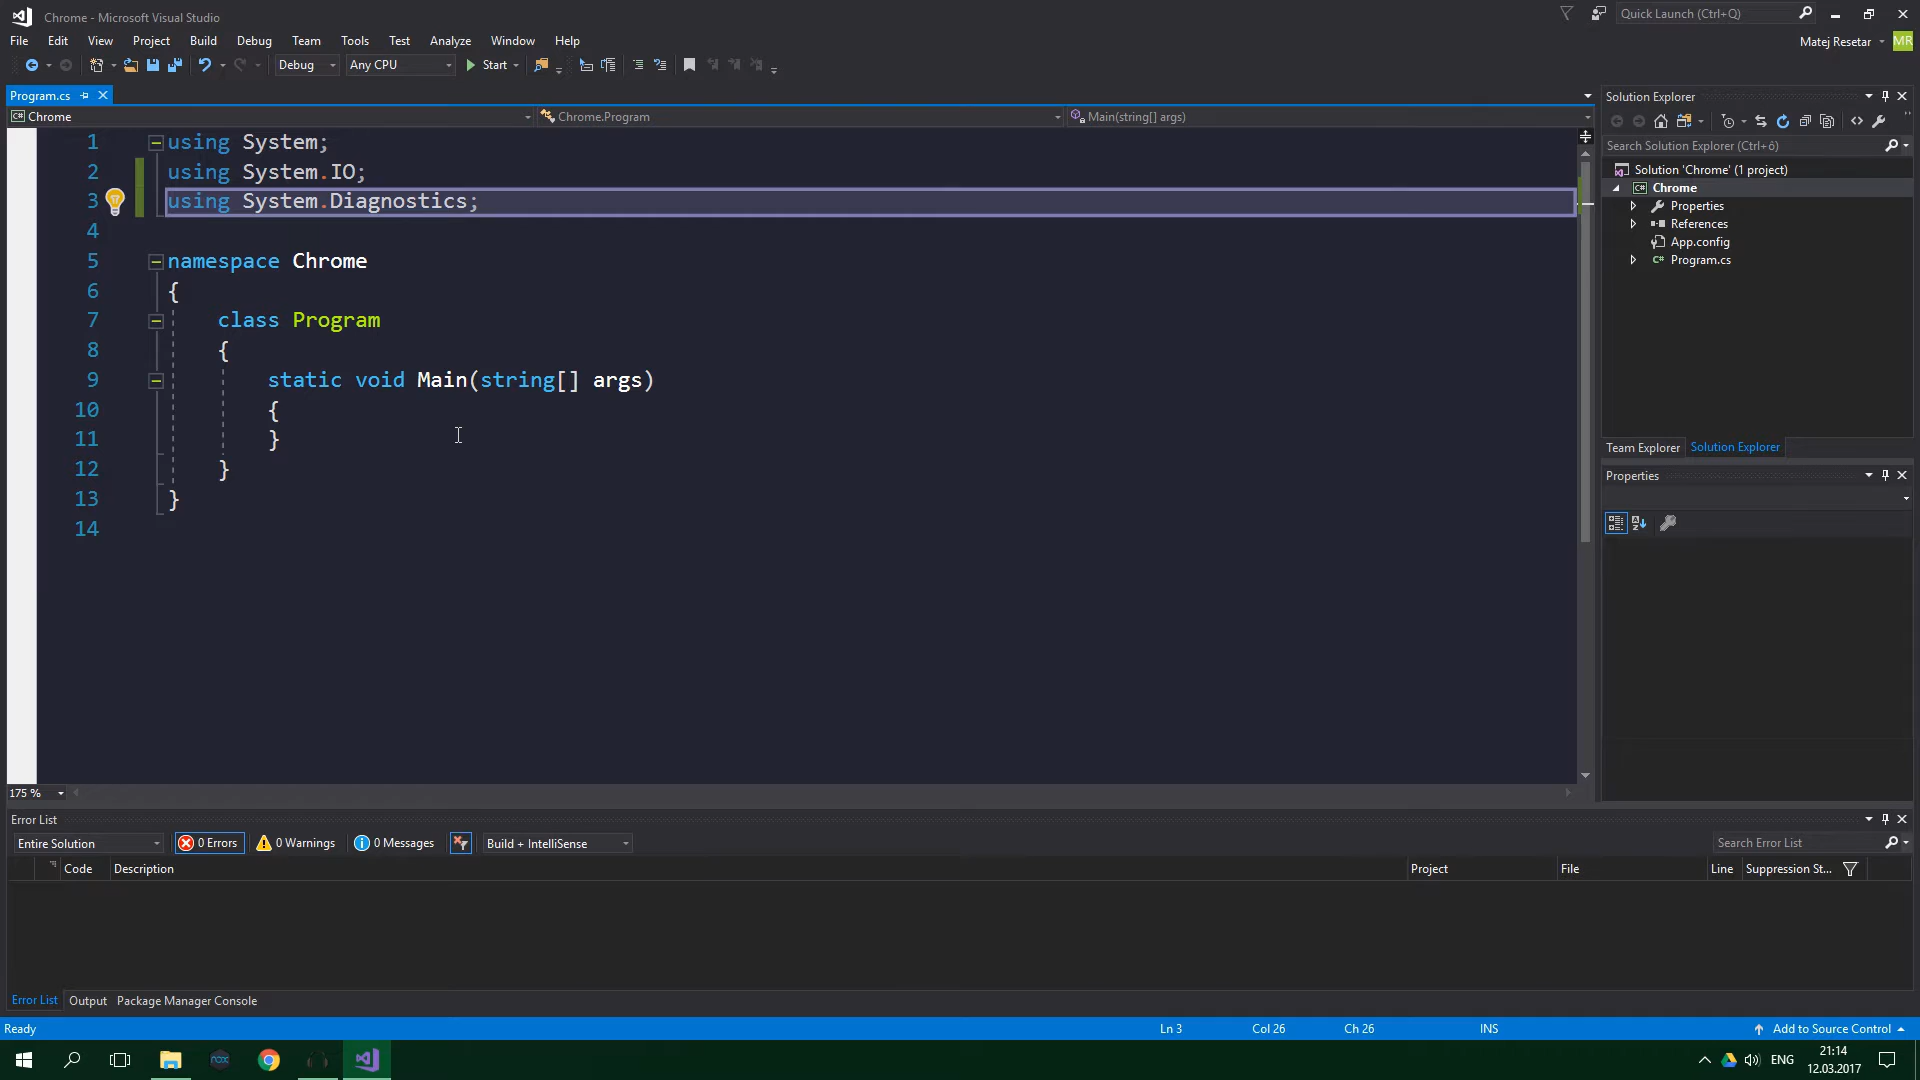 Chrome - Microsoft Visual Studio
Quick Launch (Ctrl+Q)
File Edit View Project Build Debug Team Tools Test Analyze Window Help
Matej Resetar MR
Debug Any CPU Start
Program.cs
Chrome Chrome.Program Main(string[] args)
1 using System;
2 using System.IO;
3 using System.Diagnostics;
4
5 namespace Chrome
6 {
7 class Program
8 {
9 static void Main(string[] args)
10 {
11 }
12 }
13 }
14
175 %
Solution Explorer
Search Solution Explorer (Ctrl+ó)
Solution 'Chrome' (1 project)
Chrome
Properties
References
App.config
C# Program.cs
Team Explorer Solution Explorer
Properties
Error List
Entire Solution 0 Errors 0 Warnings 0 Messages Build + IntelliSense Search Error List
Code Description Project File Line Suppression St...
Error List Output Package Manager Console
Ready Ln 3 Col 26 Ch 26 INS Add to Source Control
nox ENG 21:14
12.03.2017